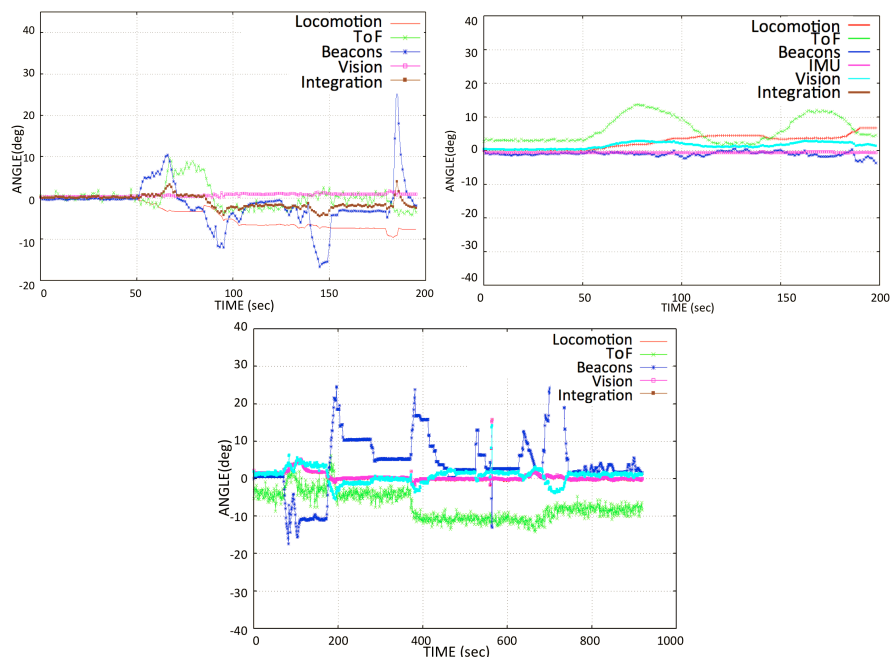 Locomotion
ToF
Beacons
Vision
Integration
40
30
20
10
0
-10
-20
ANGLE(deg)
0
50
100
150
200
TIME (sec)
Locomotion
ToF
Beacons
IMU
Vision
Integration
40
30
20
10
0
-10
-20
-30
-40
ANGLE(deg)
0
50
100
150
200
TIME (sec)
Locomotion
ToF
Beacons
Vision
Integration
40
30
20
10
0
-10
-20
-30
-40
ANGLE(deg)
0
200
400
600
800
1000
TIME (sec)